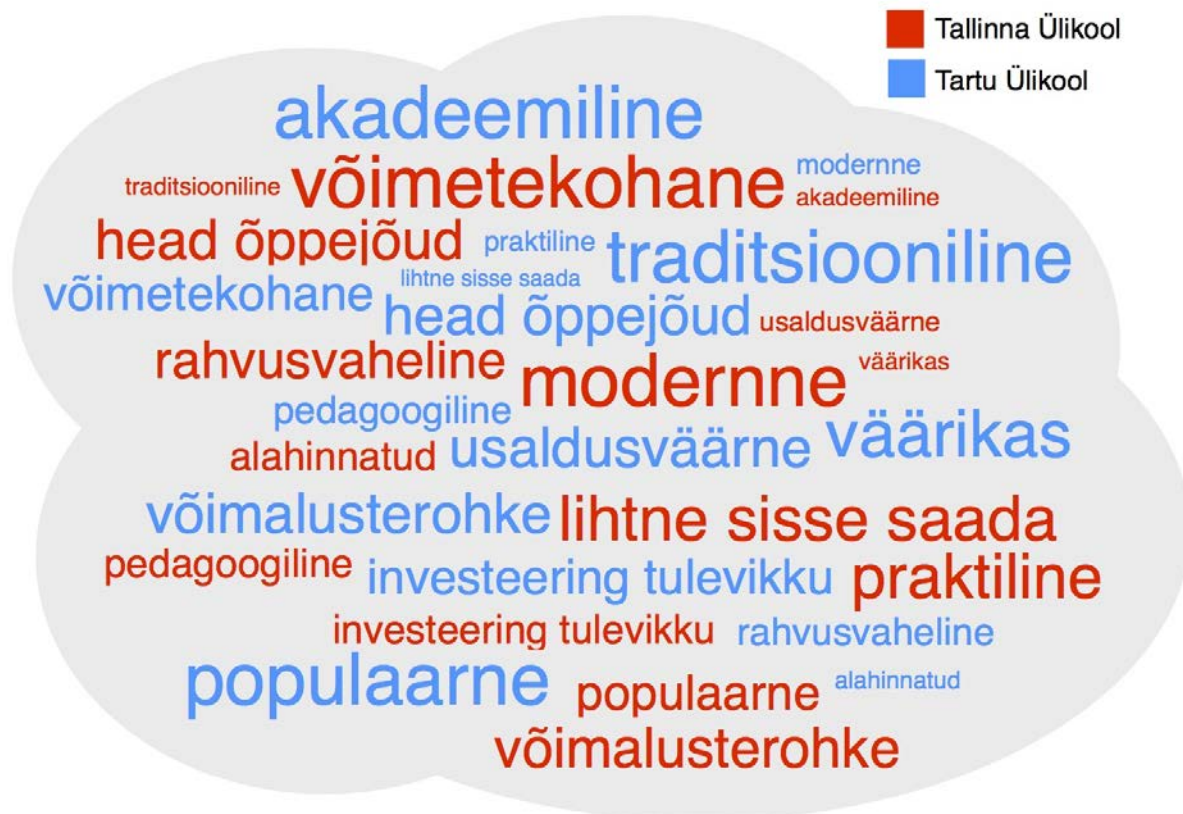 Tallinna Ülikool
Tartu Ülikool
akadeemiline
traditsiooniline võimetekohane modernne
akadeemiline
head õppejõud praktiline traditsiooniline
võimetekohane lihtne sisse saada
head õppejõud usaldusväärne
rahvusvaheline modernne väärikas
pedagoogiline
alahinnatud usaldusväärne väärikas
võimalusterohke lihtne sisse saada
pedagoogiline investeering tulevikku praktiline
investeering tulevikku rahvusvaheline
populaarne populaarne alahinnatud
võimalusterohke